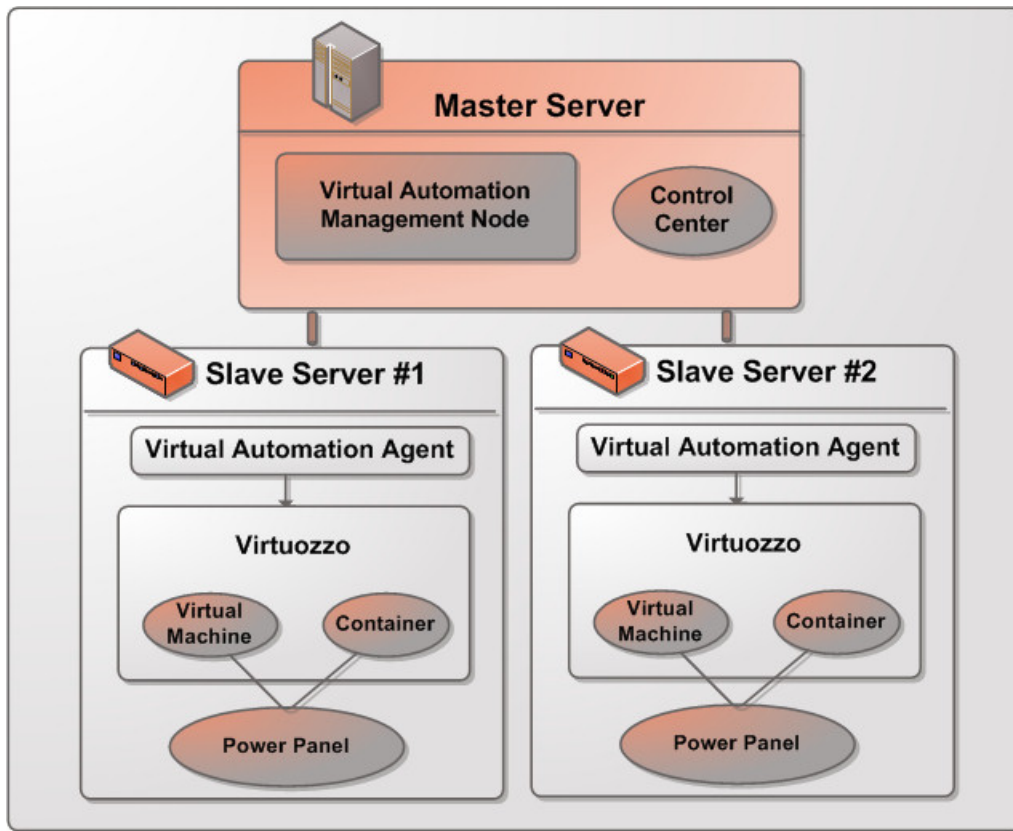 Master Server
Virtual Automation
Management Node
Control
Center
Slave Server #1
Virtual Automation Agent
Virtuozzo
Virtual
Machine
Container
Power Panel
Slave Server #2
Virtual Automation Agent
Virtuozzo
Virtual
Machine
Container
Power Panel